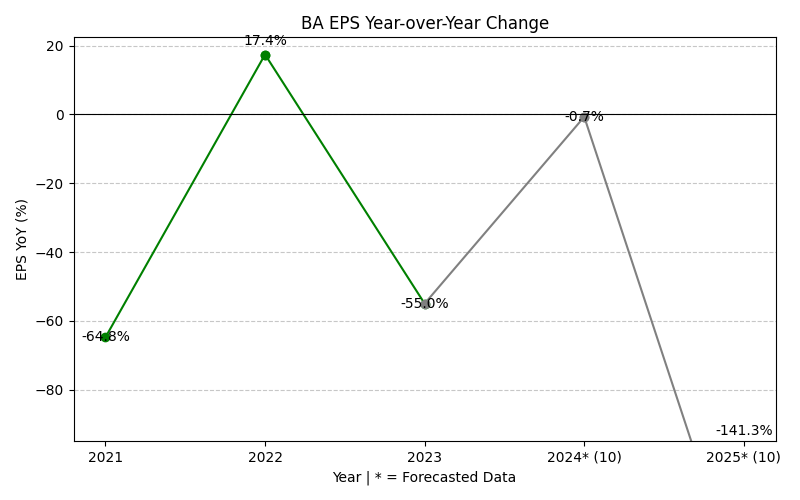 BA EPS Year-over-Year Change
17.4%
20
0
-0.7%
−20
−40
-55.0%
−60
-64.8%
−80
-141.3%
EPS YoY (%)
2021 2022 2023 2024* (10) 2025* (10)
Year | * = Forecasted Data